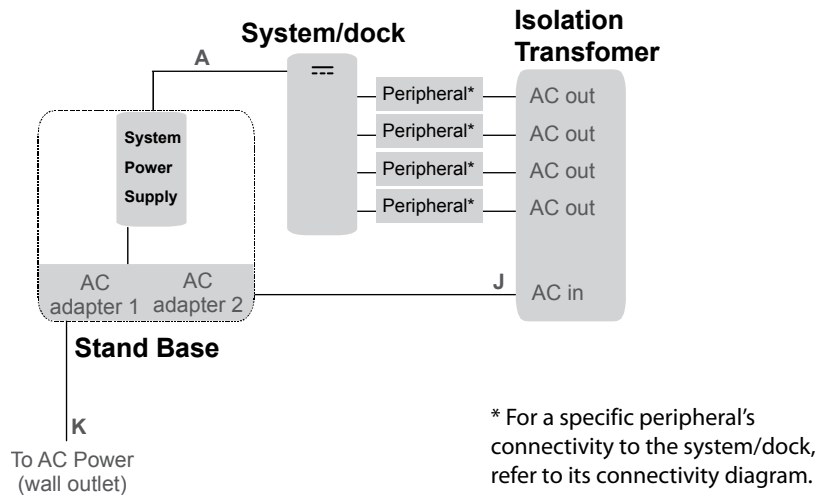 System/dock
Isolation
Transfomer
A
System
Power
Supply
Peripheral*
Peripheral*
Peripheral*
Peripheral*
AC out
AC out
AC out
AC out
AC
adapter 1
AC
adapter 2
J
AC in
Stand Base
K
To AC Power
(wall outlet)
* For a specific peripheral's
connectivity to the system/dock,
refer to its connectivity diagram.